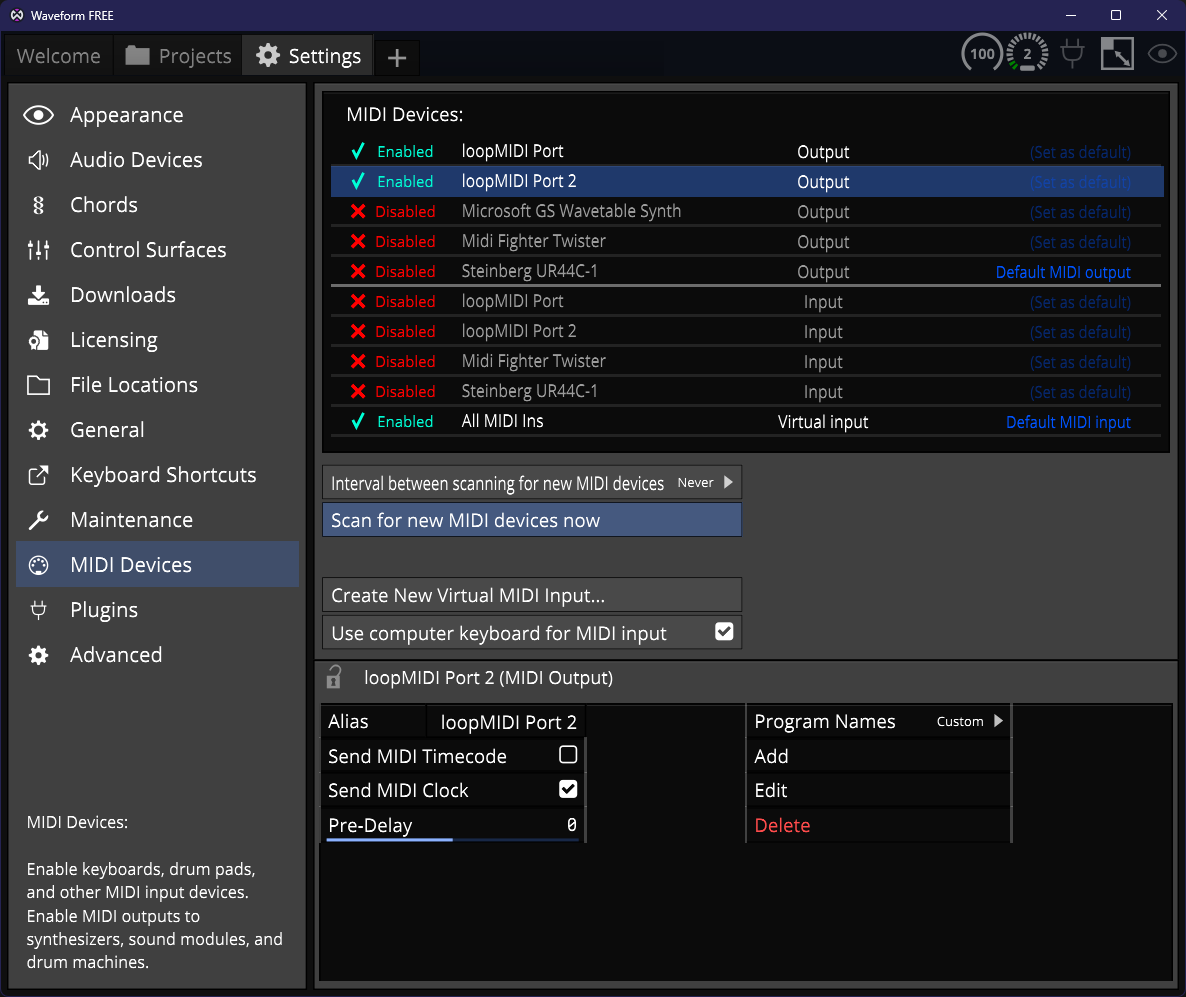 Waveform FREE
Welcome
Projects
Settings
100
2
Appearance
Audio Devices
Chords
Control Surfaces
Downloads
Licensing
File Locations
General
Keyboard Shortcuts
Maintenance
MIDI Devices
Plugins
Advanced
MIDI Devices:
Enable keyboards, drum pads,
and other MIDI input devices.
Enable MIDI outputs to
synthesizers, sound modules, and
drum machines.
MIDI Devices:
Enabled loopMIDI Port Output (Set as default)
Enabled loopMIDI Port 2 Output (Set as default)
Disabled Microsoft GS Wavetable Synth Output (Set as default)
Disabled Midi Fighter Twister Output (Set as default)
Disabled Steinberg UR44C-1 Output Default MIDI output
Disabled loopMIDI Port Input (Set as default)
Disabled loopMIDI Port 2 Input (Set as default)
Disabled Midi Fighter Twister Input (Set as default)
Disabled Steinberg UR44C-1 Input (Set as default)
Enabled All MIDI Ins Virtual input Default MIDI input
Interval between scanning for new MIDI devices Never
Scan for new MIDI devices now
Create New Virtual MIDI Input...
Use computer keyboard for MIDI input
loopMIDI Port 2 (MIDI Output)
Alias loopMIDI Port 2
Send MIDI Timecode
Send MIDI Clock
Pre-Delay 0
Program Names Custom
Add
Edit
Delete